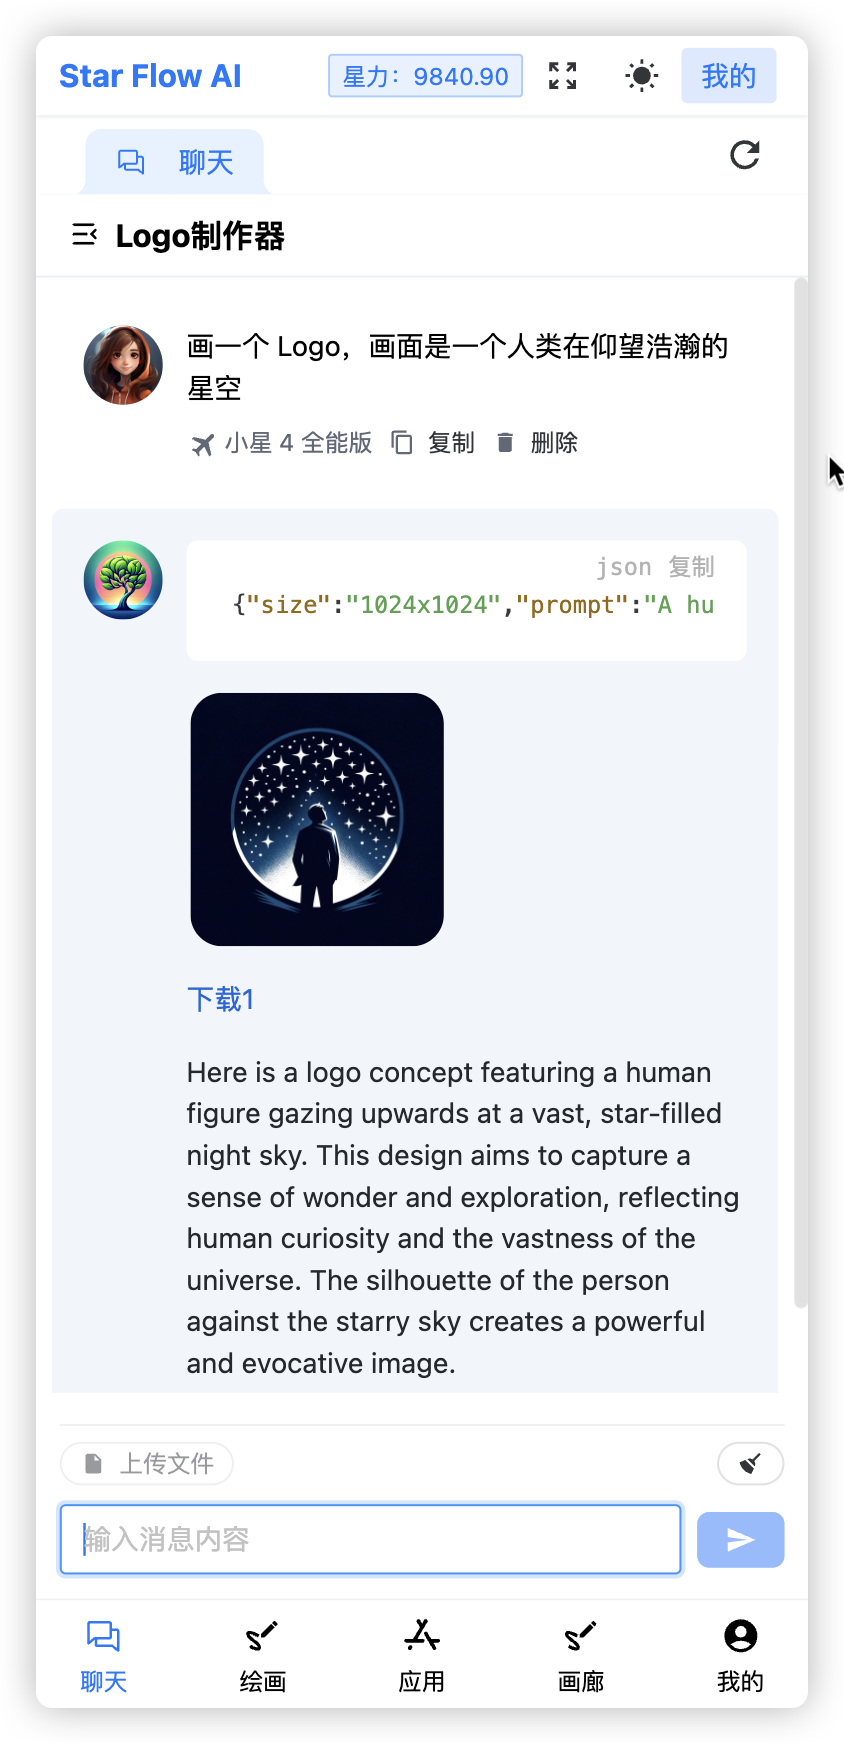 Star Flow AI
星力：9840.90
我的
聊天
Logo制作器
画一个 Logo，画面是一个人类在仰望浩瀚的
星空
小星 4 全能版 复制 删除
json 复制
{"size":"1024x1024","prompt":"A hu
下载1
Here is a logo concept featuring a human
figure gazing upwards at a vast, star-filled
night sky. This design aims to capture a
sense of wonder and exploration, reflecting
human curiosity and the vastness of the
universe. The silhouette of the person
against the starry sky creates a powerful
and evocative image.
上传文件
输入消息内容
聊天 绘画 应用 画廊 我的